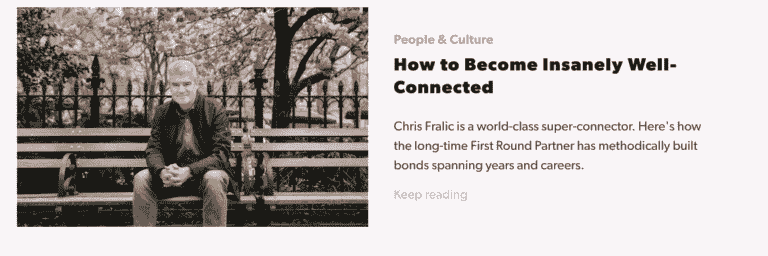 People & Culture
How to Become Insanely Well-
Connected
Chris Fralic is a world-class super-connector. Here's how
the long-time First Round Partner has methodically built
bonds spanning years and careers.
Keep reading